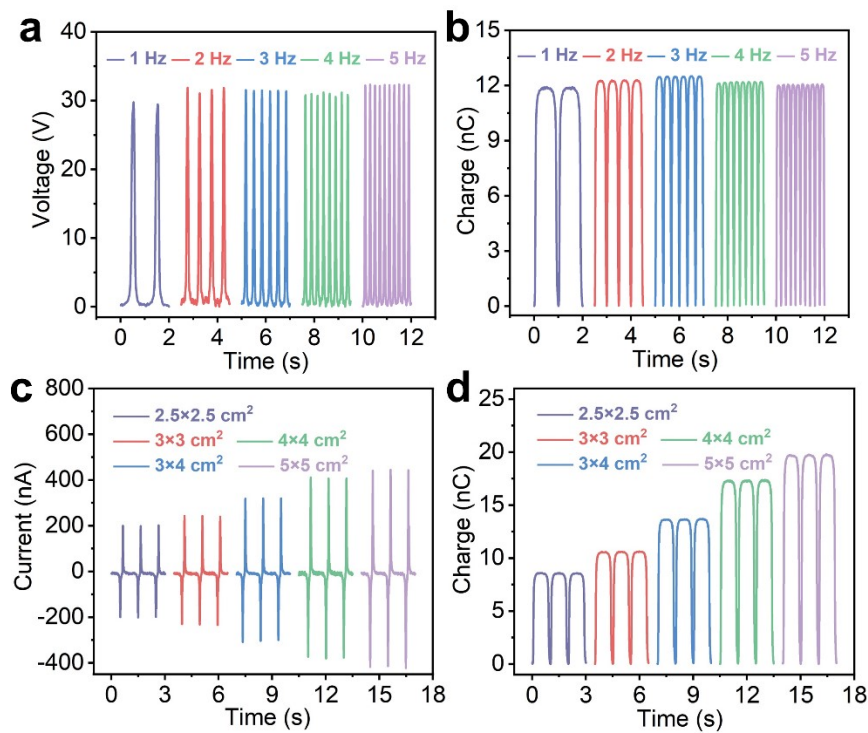 a
40
30
20
10
0
Voltage (V)
1 Hz 2 Hz 3 Hz 4 Hz 5 Hz
0 2 4 6 8 10 12
Time (s)
b
15
12
9
6
3
0
Charge (nC)
1 Hz 2 Hz 3 Hz 4 Hz 5 Hz
0 2 4 6 8 10 12
Time (s)
c
800
600
400
200
0
-200
-400
Current (nA)
2.5×2.5 cm²
3×3 cm² 4×4 cm²
3×4 cm² 5×5 cm²
0 3 6 9 12 15 18
Time (s)
d
25
20
15
10
5
0
Charge (nC)
2.5×2.5 cm²
3×3 cm² 4×4 cm²
3×4 cm² 5×5 cm²
0 3 6 9 12 15 18
Time (s)